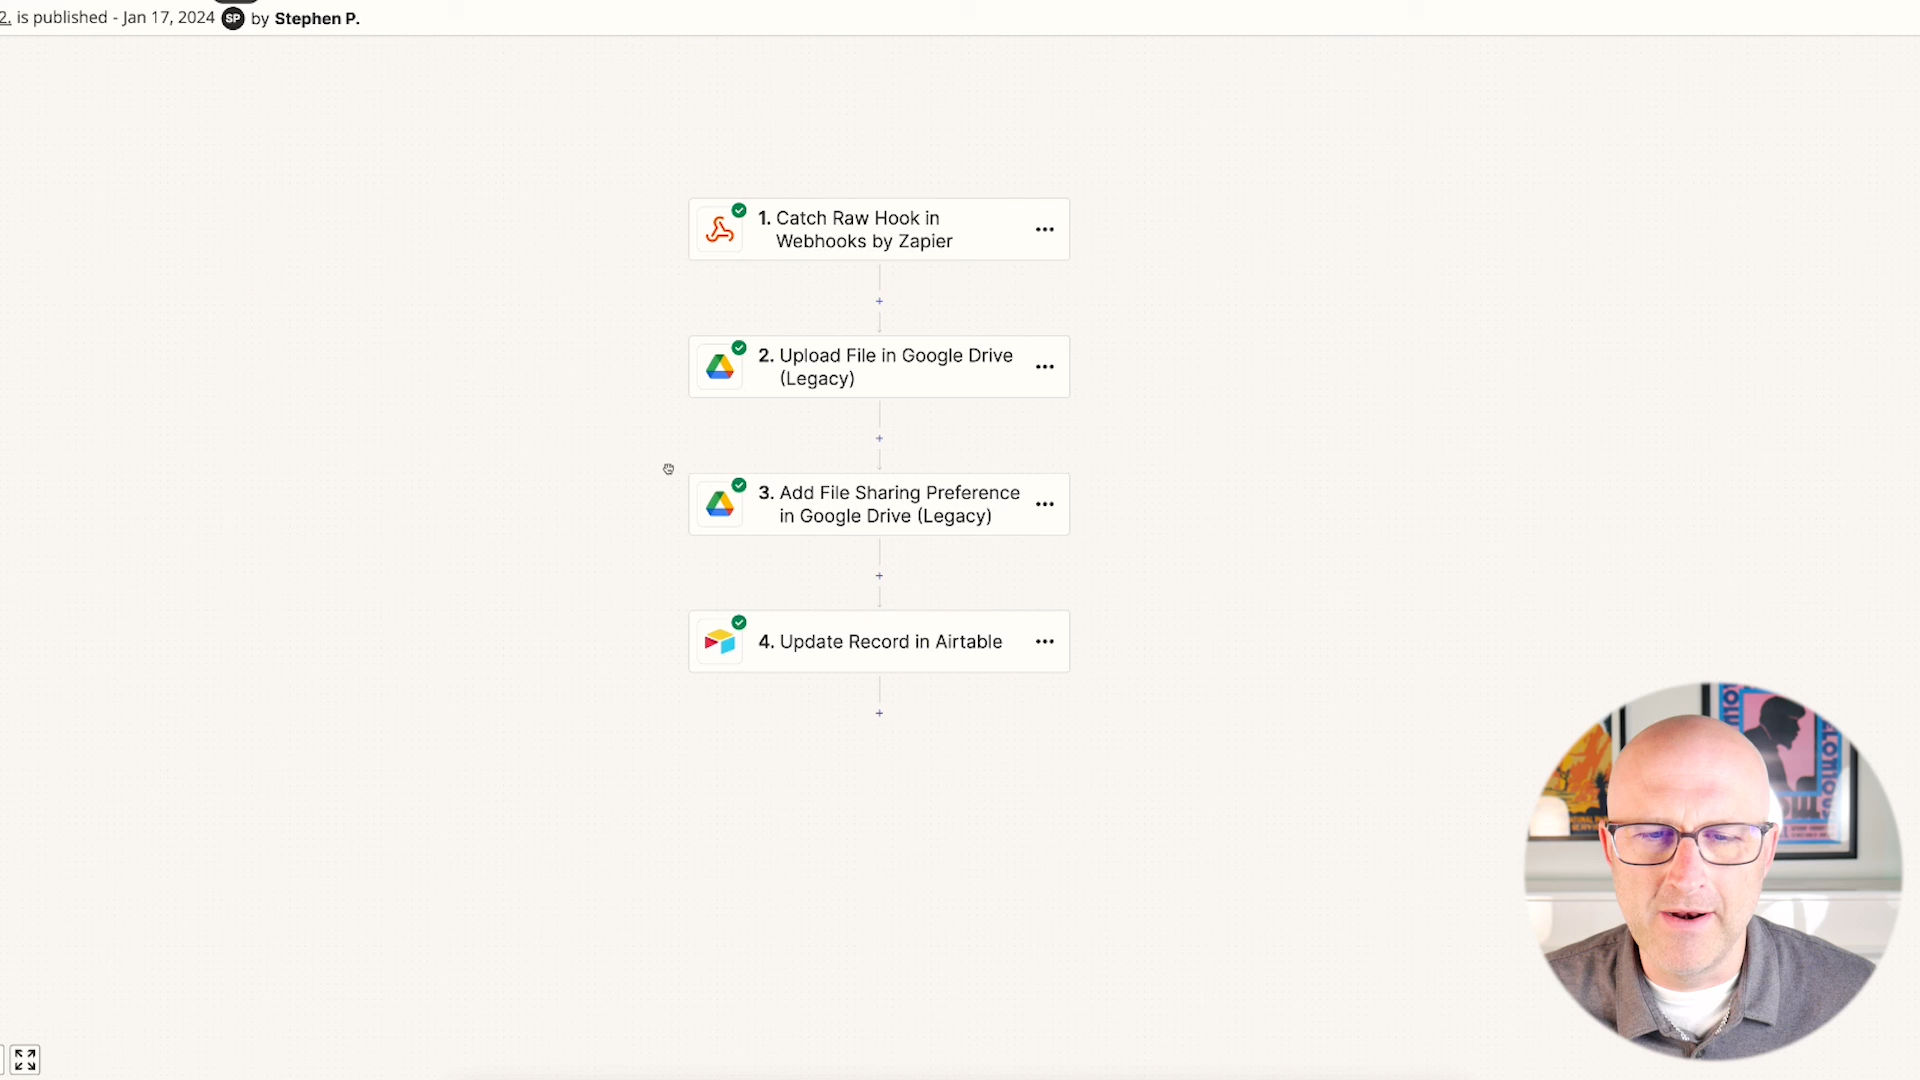 2. is published - Jan 17, 2024 SP by Stephen P.
1. Catch Raw Hook in
Webhooks by Zapier
2. Upload File in Google Drive
(Legacy)
3. Add File Sharing Preference
in Google Drive (Legacy)
4. Update Record in Airtable